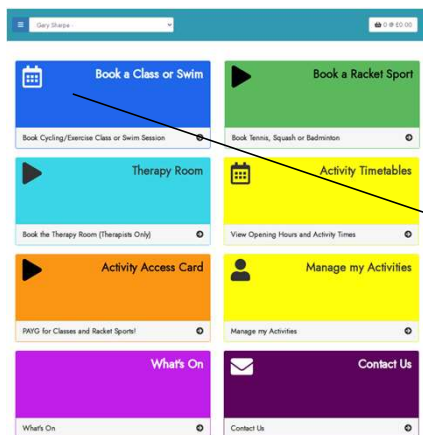 Gary Sharpe -
0 @ £0.00
Book a Class or Swim
Book Cycling/Exercise Class or Swim Session
Book a Racket Sport
Book Tennis, Squash or Badminton
Therapy Room
Book the Therapy Room (Therapists Only)
Activity Timetables
View Opening Hours and Activity Times
Activity Access Card
PAYG for Classes and Racket Sports!
Manage my Activities
Manage my Activities
What's On
What's On
Contact Us
Contact Us